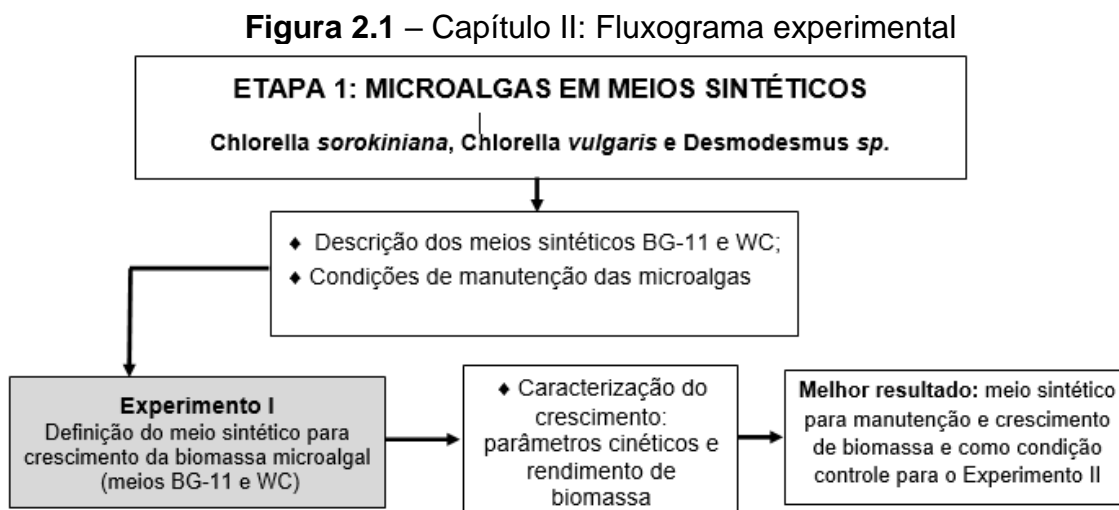 Figura 2.1 – Capítulo II: Fluxograma experimental
ETAPA 1: MICROALGAS EM MEIOS SINTÉTICOS
Chlorella sorokiniana, Chlorella vulgaris e Desmodesmus sp.
♦ Descrição dos meios sintéticos BG-11 e WC;
♦ Condições de manutenção das microalgas
Experimento I
Definição do meio sintético para
crescimento da biomassa microalgal
(meios BG-11 e WC)
♦ Caracterização do
crescimento:
parâmetros cinéticos e
rendimento de
biomassa
Melhor resultado: meio sintético
para manutenção e crescimento
de biomassa e como condição
controle para o Experimento II